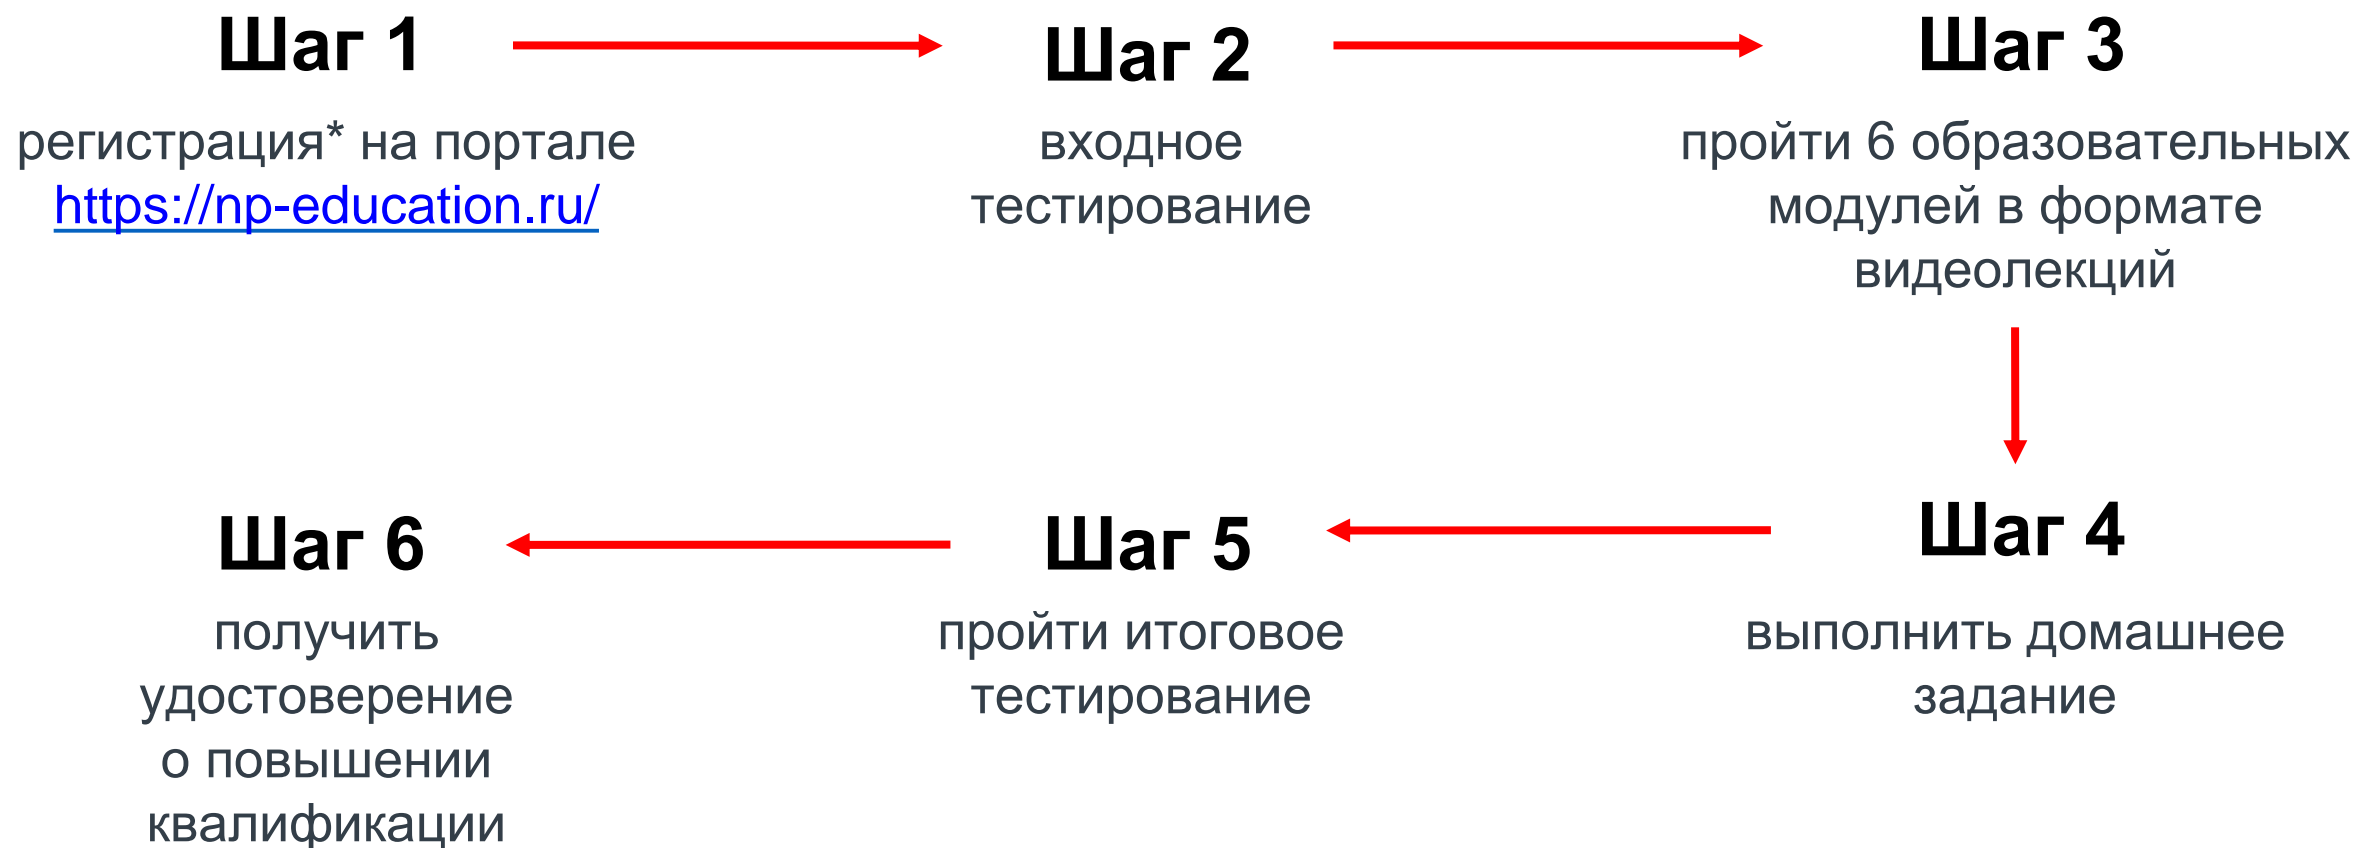 Шаг 1
регистрация* на портале
https://np-education.ru/
Шаг 2
входное
тестирование
Шаг 3
пройти 6 образовательных
модулей в формате
видеолекций
Шаг 4
выполнить домашнее
задание
Шаг 5
пройти итоговое
тестирование
Шаг 6
получить
удостоверение
о повышении
квалификации